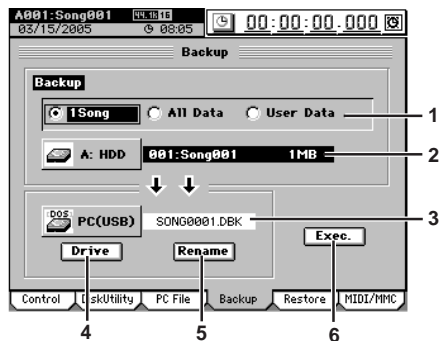 A001:Song001 44.1k 16
03/15/2005 08:05 00:00:00.000
Backup
Backup
1Song All Data User Data 1
A: HDD 001:Song001 1MB 2
DOS PC(USB) SONG0001.DBK 3
Drive Rename Exec.
Control DiskUtility PC File Backup Restore MIDI/MMC
4 5 6